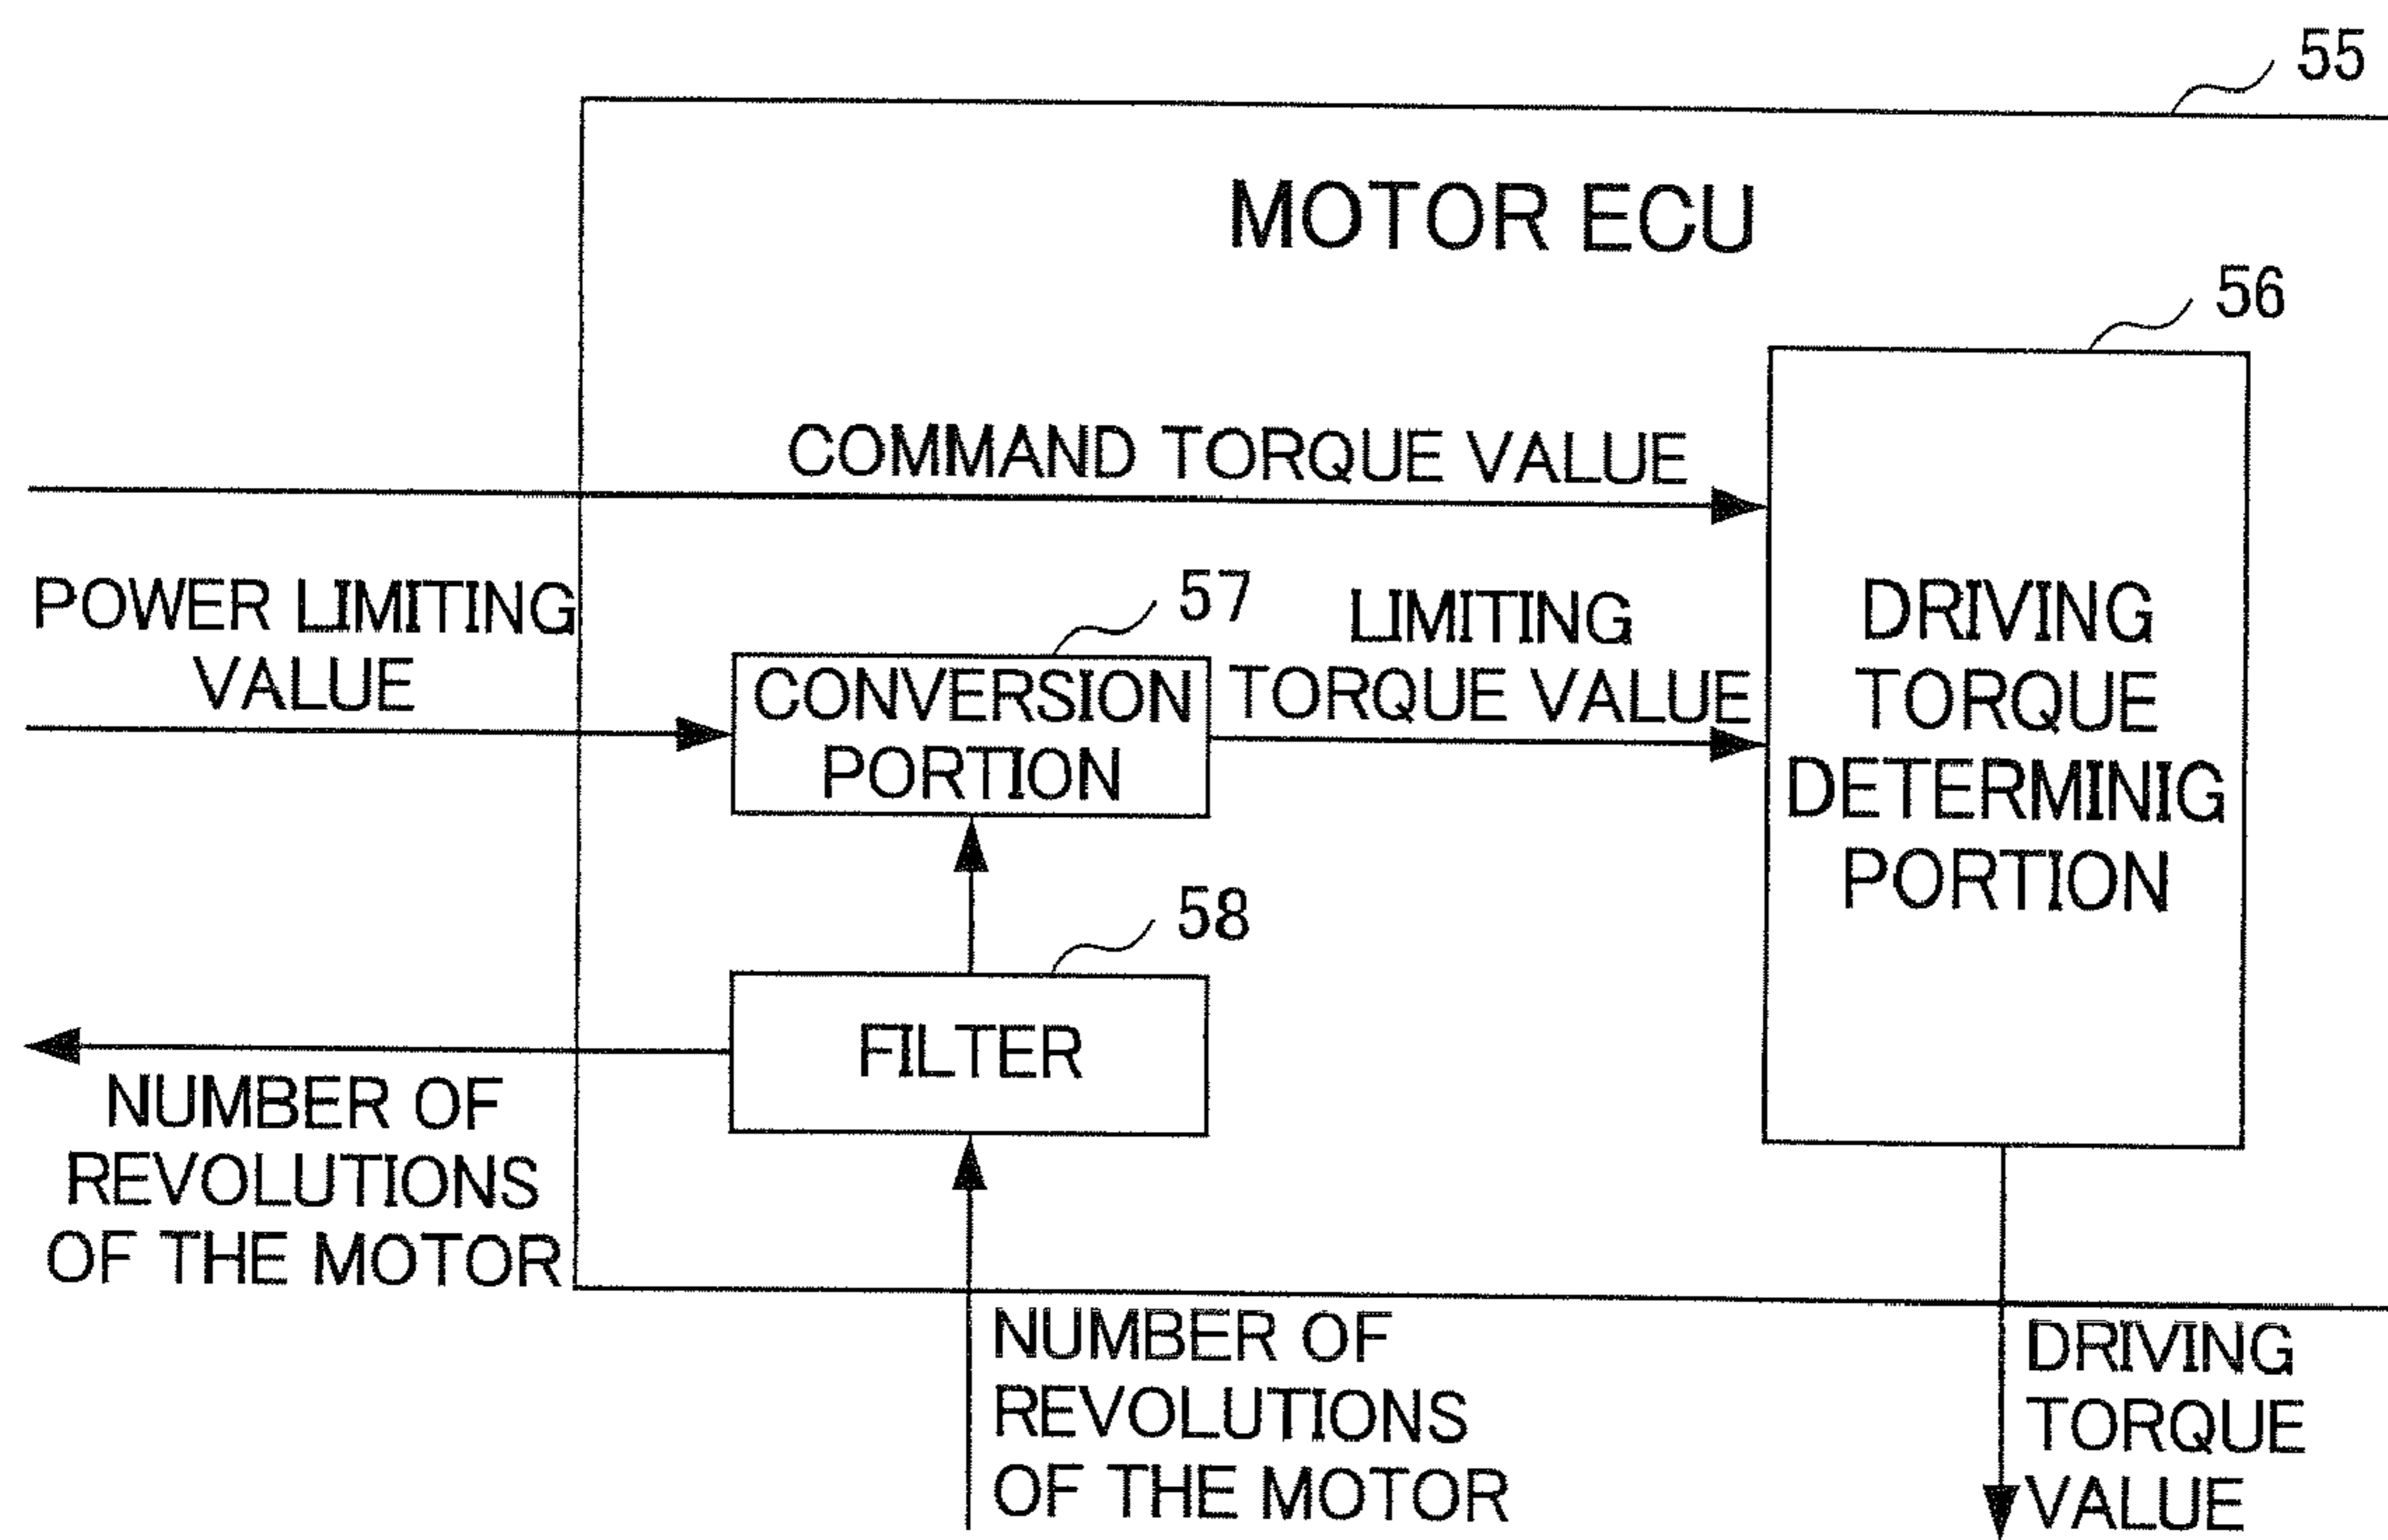 55
MOTOR ECU
56
COMMAND TORQUE VALUE
POWER LIMITING
VALUE
57
CONVERSION
PORTION
LIMITING
TORQUE VALUE
DRIVING
TORQUE
DETERMINIG
PORTION
58
FILTER
NUMBER OF
REVOLUTIONS
OF THE MOTOR
NUMBER OF
REVOLUTIONS
OF THE MOTOR
DRIVING
TORQUE
VALUE